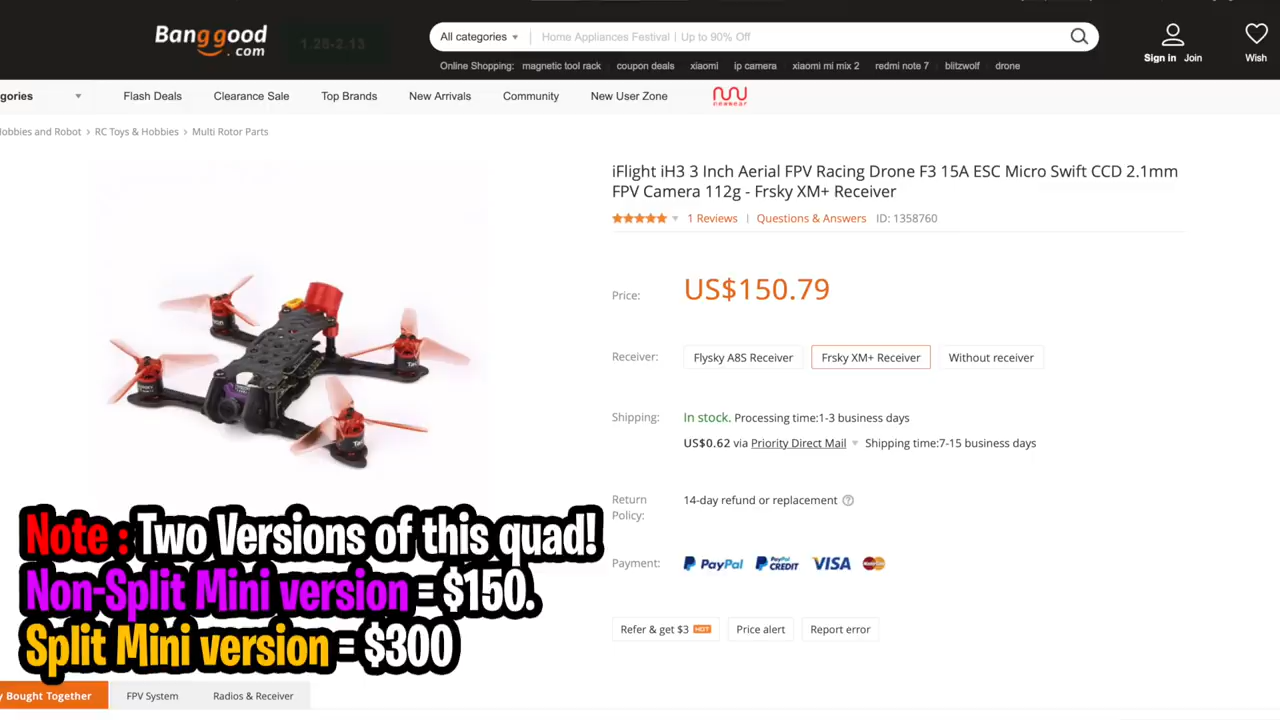 Banggood
.com
1.28-2.13
All categories
Home Appliances Festival | Up to 90% Off
Sign In Join
Wish
Online Shopping: magnetic tool rack coupon deals xiaomi ip camera xiaomi mi mix 2 redmi note 7 blitzwolf drone
gories
Flash Deals Clearance Sale Top Brands New Arrivals Community New User Zone
newwear
Hobbies and Robot › RC Toys & Hobbies › Multi Rotor Parts
iFlight iH3 3 Inch Aerial FPV Racing Drone F3 15A ESC Micro Swift CCD 2.1mm
FPV Camera 112g - Frsky XM+ Receiver
1 Reviews | Questions & Answers ID: 1358760
Price: US$150.79
Receiver: Flysky A8S Receiver Frsky XM+ Receiver Without receiver
Shipping: In stock. Processing time:1-3 business days
US$0.62 via Priority Direct Mail Shipping time:7-15 business days
Return
Policy:
14-day refund or replacement
Payment: PayPal PayPal CREDIT VISA MasterCard
Refer & get $3 HOT Price alert Report error
Note : Two Versions of this quad!
Non-Split Mini version = $150.
Split Mini version = $300
y Bought Together FPV System Radios & Receiver